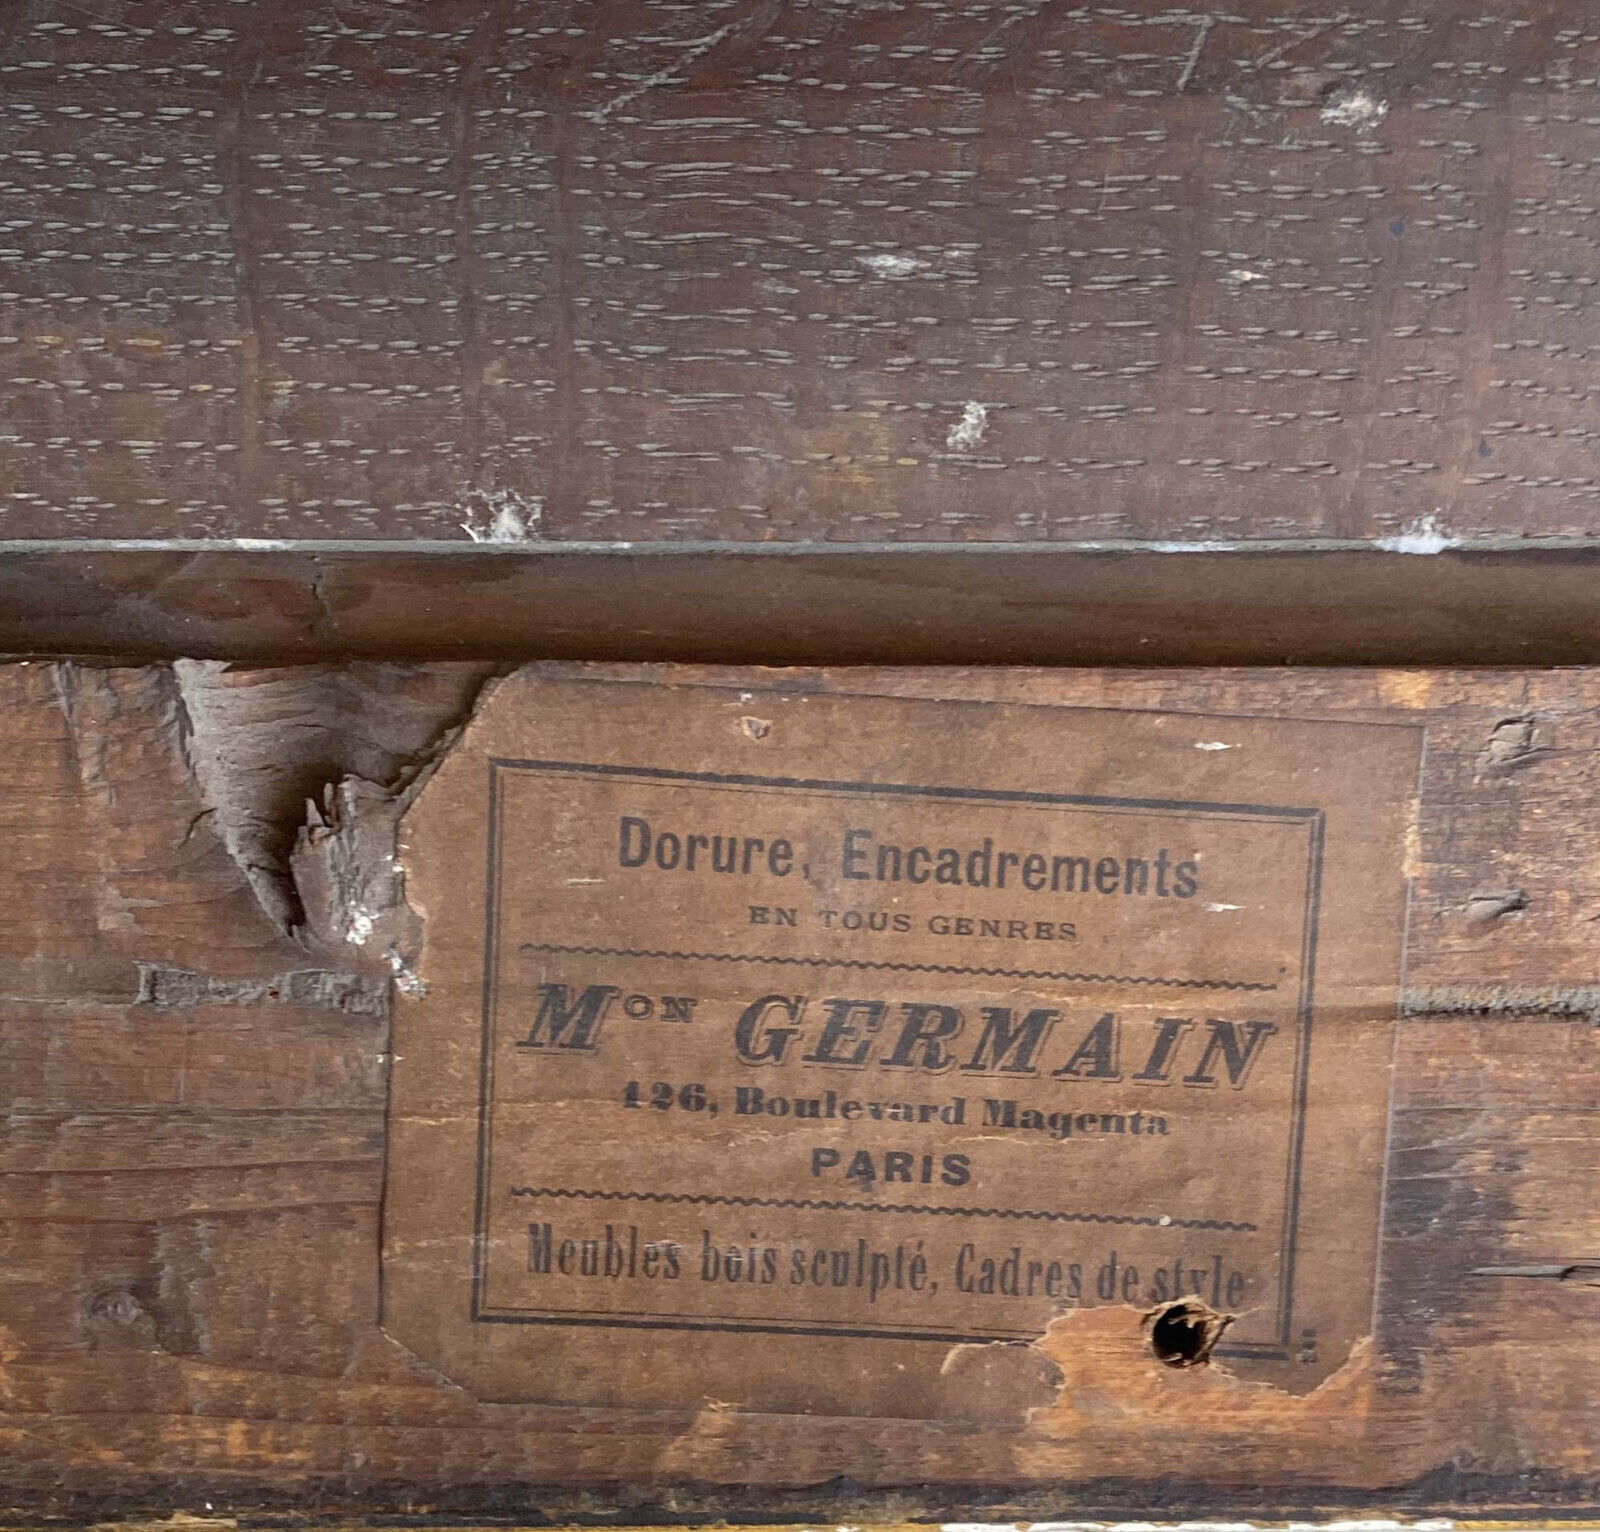 Dorure, Encadrements
EN TOUS GENRES
Mon GERMAIN
126, Boulevard Magenta
PARIS
Meubles bois sculpté, Cadres de style